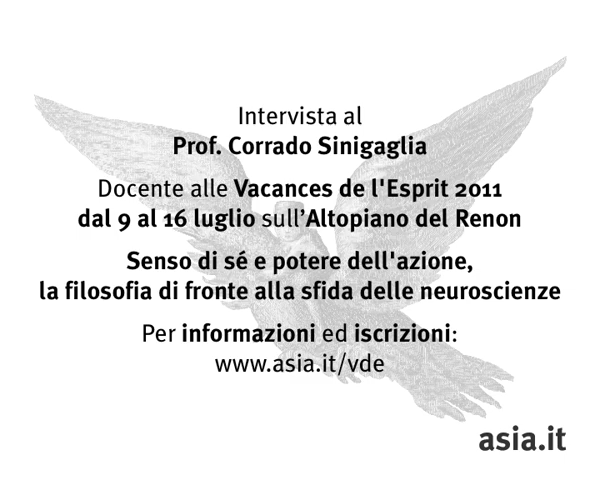 Intervista al
Prof. Corrado Sinigaglia
Docente alle Vacances de l'Esprit 2011
dal 9 al 16 luglio sull’Altopiano del Renon
Senso di sé e potere dell'azione,
la filosofia di fronte alla sfida delle neuroscienze
Per informazioni ed iscrizioni:
www.asia.it/vde
asia.it